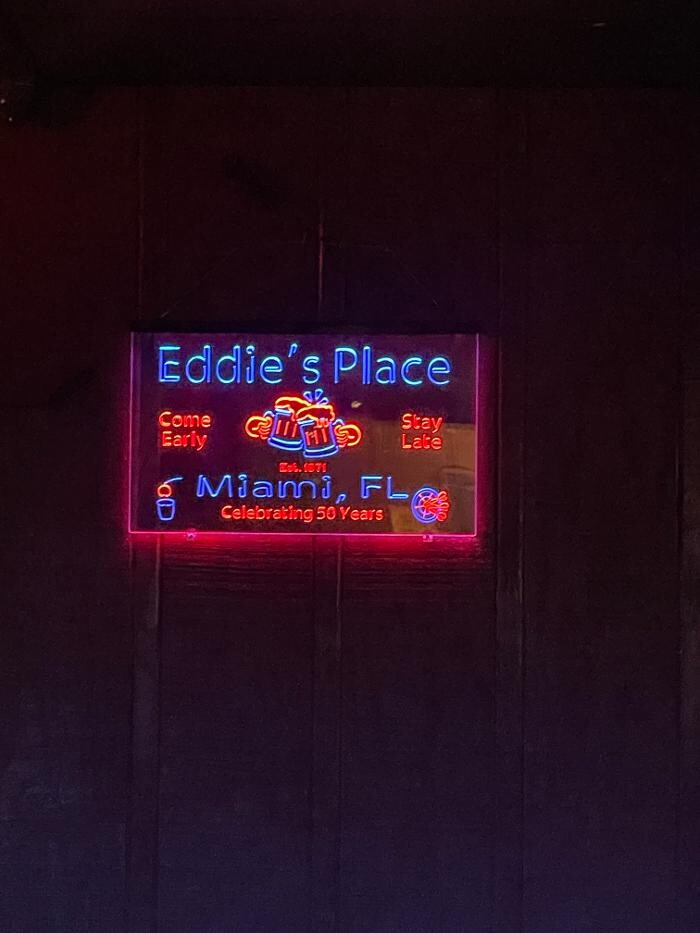 Eddie's Place
Come Early
Stay Late
Est. 1971
Miami, FL
Celebrating 50 Years